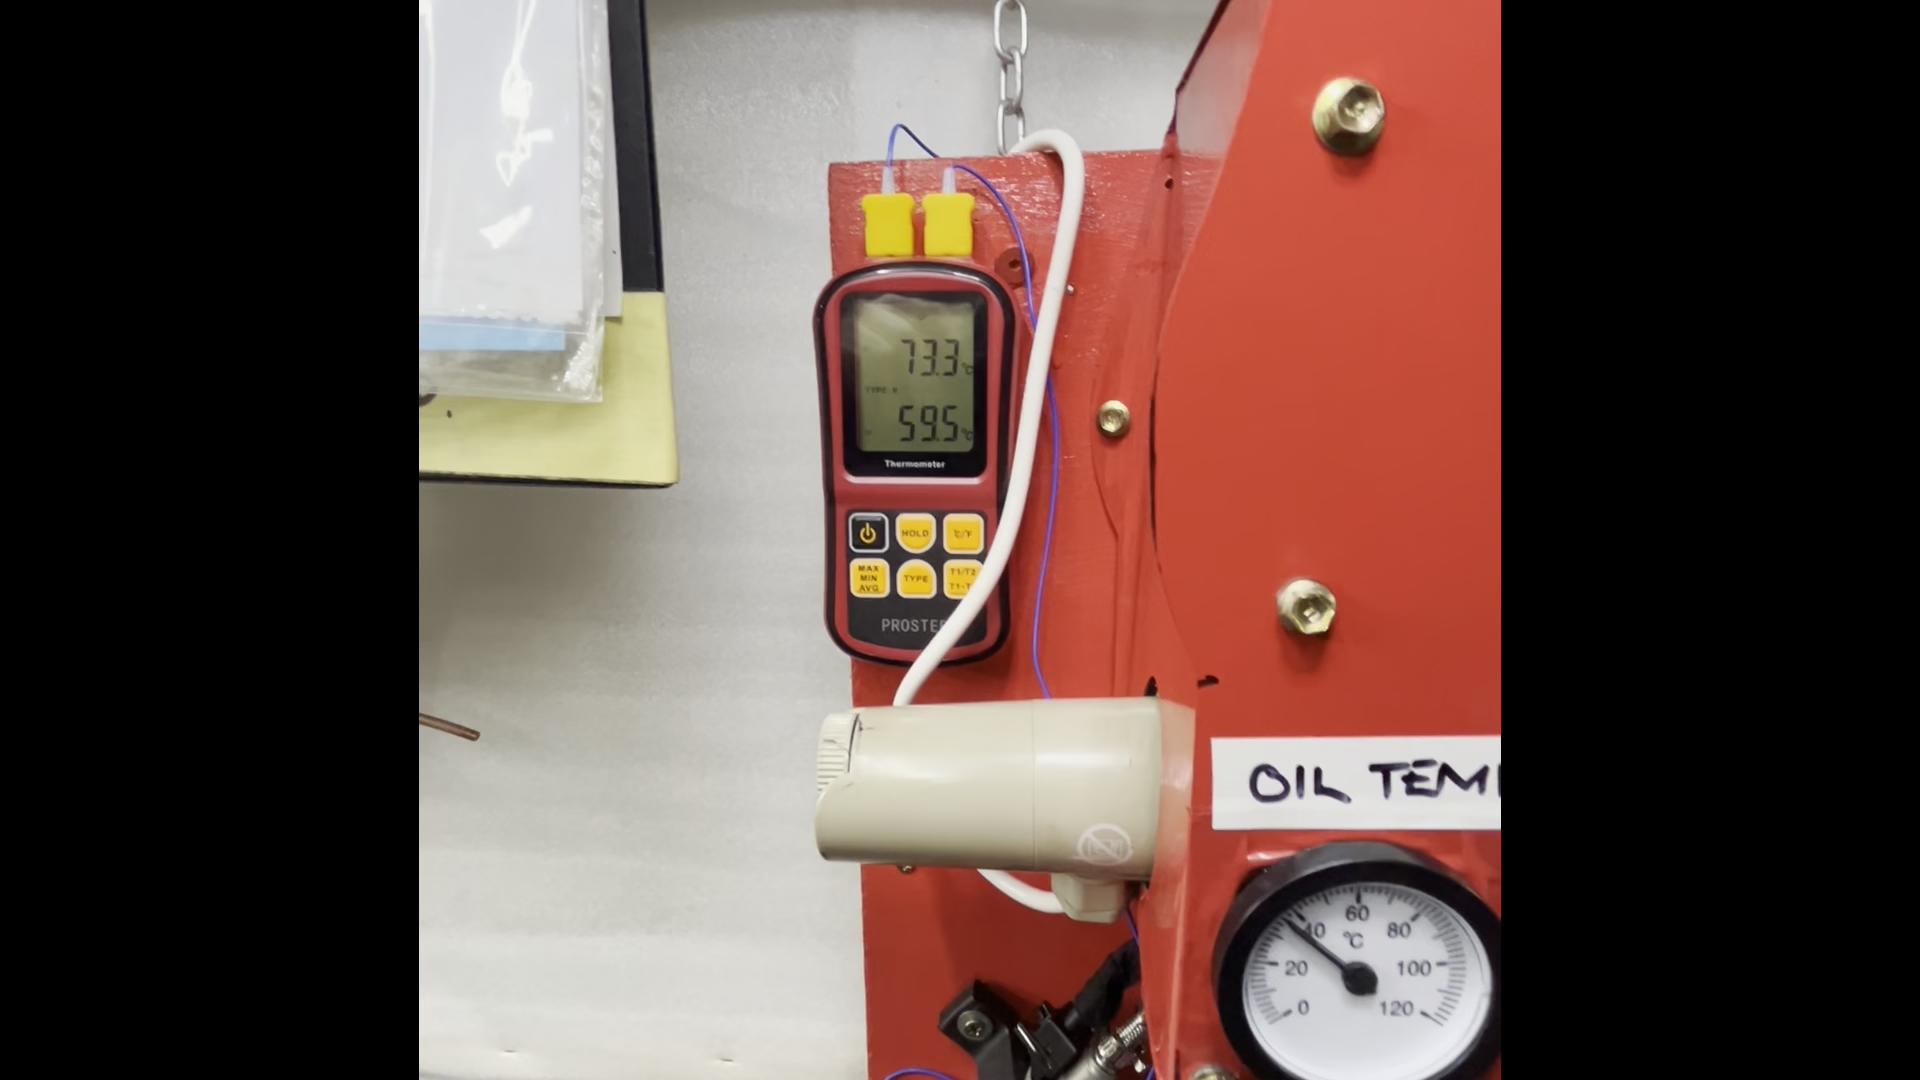 73.3 °C
TYPE K
59.5 °C
Thermometer
HOLD °C/°F
MAX
MIN
AVG
TYPE
T1/T2
T1-T
PROSTE
OIL TEM
60
40 80
°C
20 100
0 120